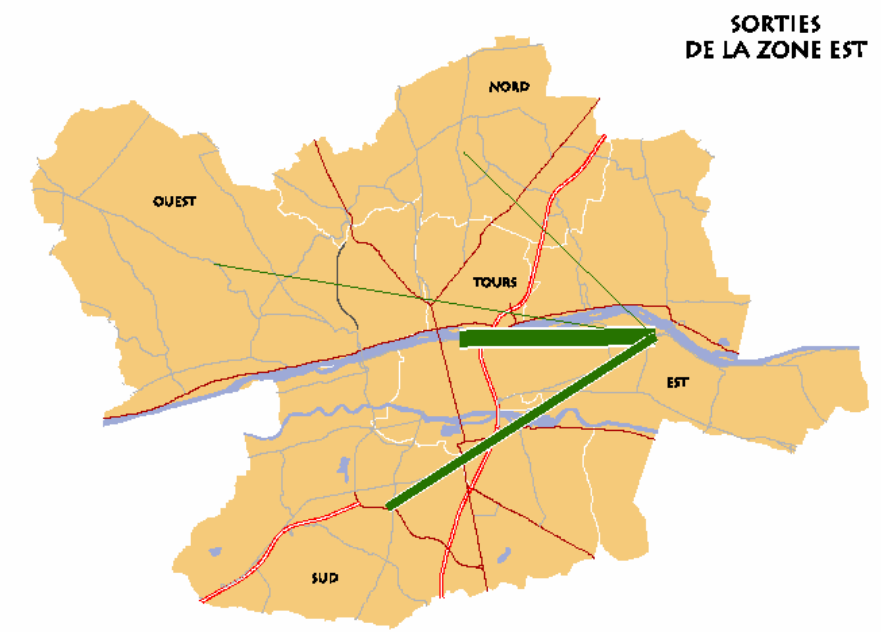 SORTIES
DE LA ZONE EST
NORD
OUEST
TOURS
EST
SUD